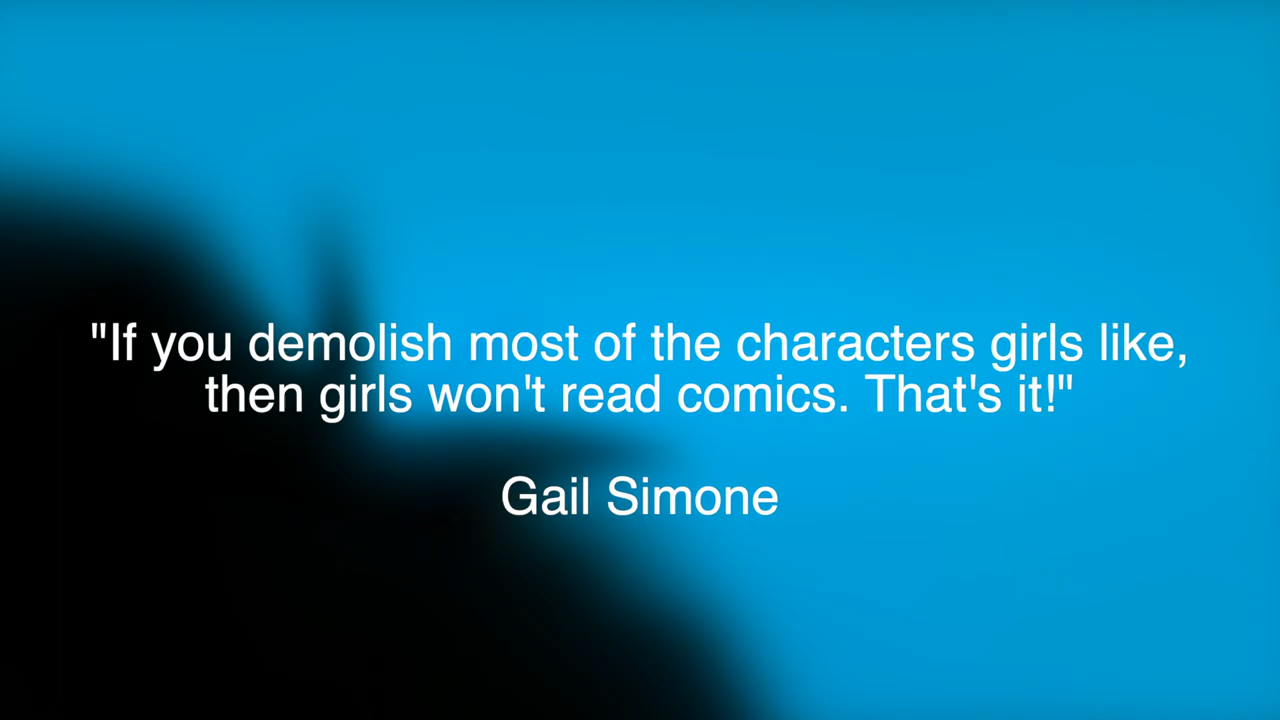 "If you demolish most of the characters girls like,
then girls won't read comics. That's it!"
Gail Simone